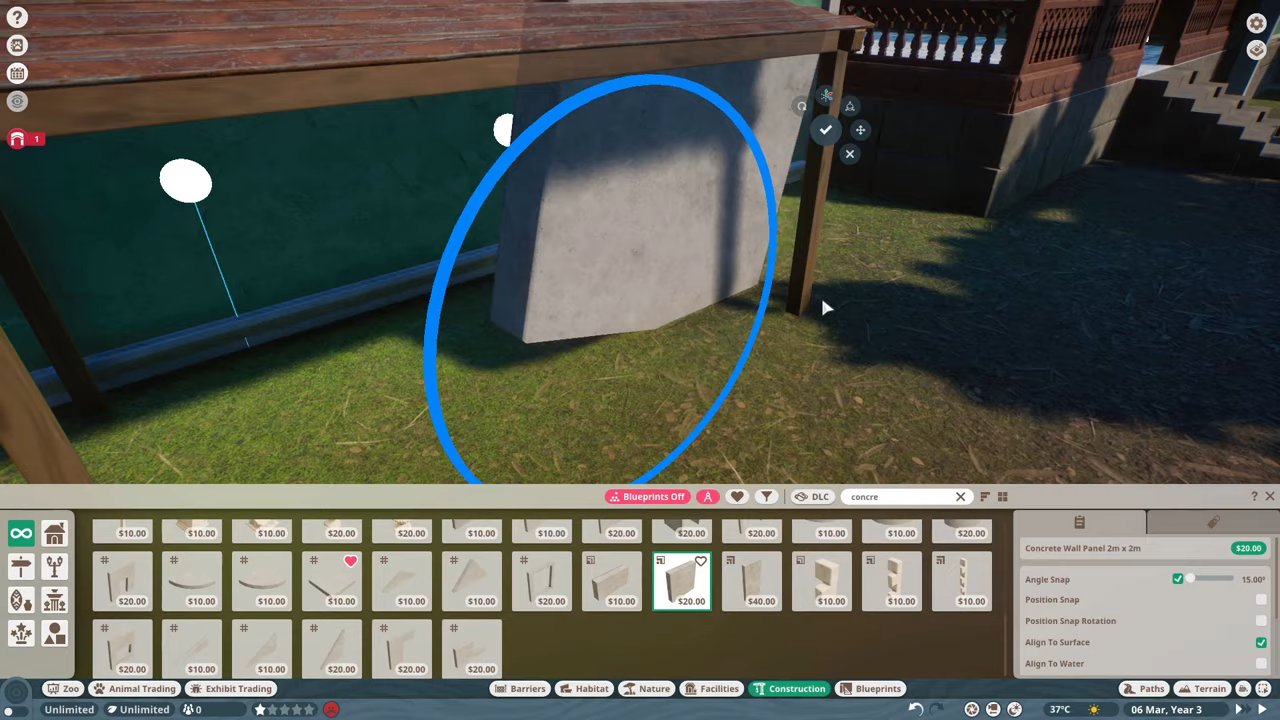 ?
1
Blueprints Off
DLC
concre
?
$10.00 $10.00 $10.00 $20.00 $20.00 $10.00 $10.00 $20.00 $20.00 $20.00 $10.00 $10.00 $20.00
$20.00 $10.00 $10.00 $10.00 $10.00 $20.00 $10.00 $20.00 $40.00 $10.00 $10.00 $10.00
$20.00 $10.00 $10.00 $20.00 $20.00 $10.00
Concrete Wall Panel 2m x 2m $20.00
Angle Snap 15.00°
Position Snap
Position Snap Rotation
Align To Surface
Align To Water
Zoo Animal Trading Exhibit Trading Barriers Habitat Nature Facilities Construction Blueprints Paths Terrain
Unlimited Unlimited 0 37°C 06 Mar, Year 3